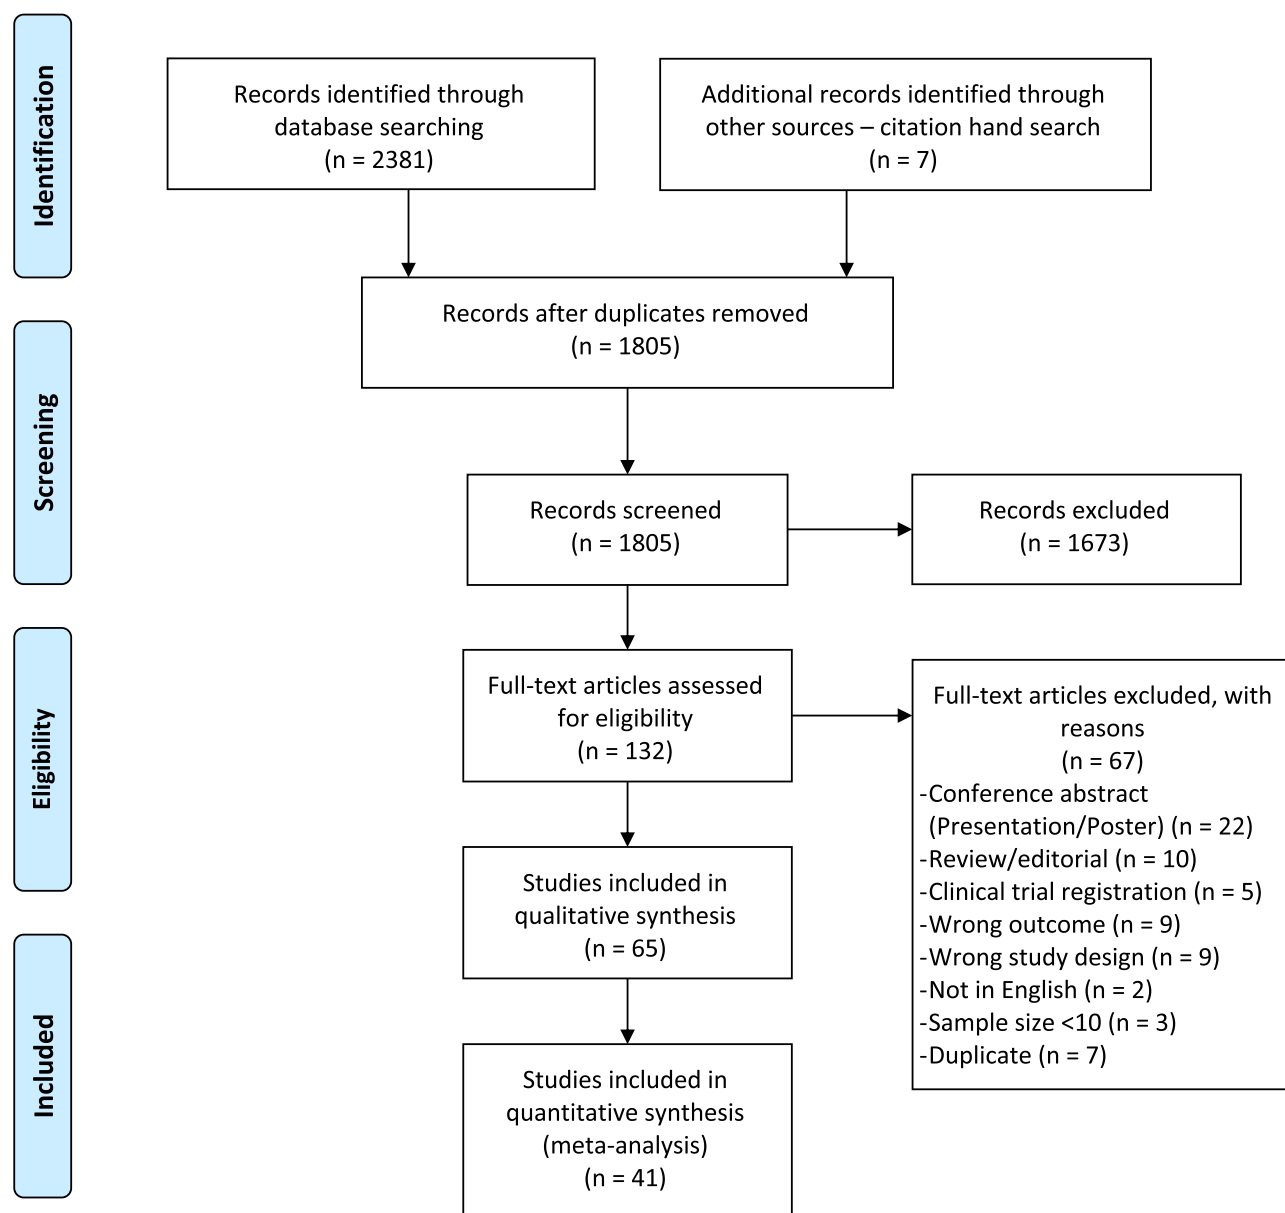 Identification
Records identified through
database searching
(n = 2381)
Additional records identified through
other sources – citation hand search
(n = 7)
Records after duplicates removed
(n = 1805)
Screening
Records screened
(n = 1805)
Records excluded
(n = 1673)
Eligibility
Full-text articles assessed
for eligibility
(n = 132)
Full-text articles excluded, with
reasons
(n = 67)
-Conference abstract
(Presentation/Poster) (n = 22)
-Review/editorial (n = 10)
-Clinical trial registration (n = 5)
-Wrong outcome (n = 9)
-Wrong study design (n = 9)
-Not in English (n = 2)
-Sample size <10 (n = 3)
-Duplicate (n = 7)
Studies included in
qualitative synthesis
(n = 65)
Included
Studies included in
quantitative synthesis
(meta-analysis)
(n = 41)